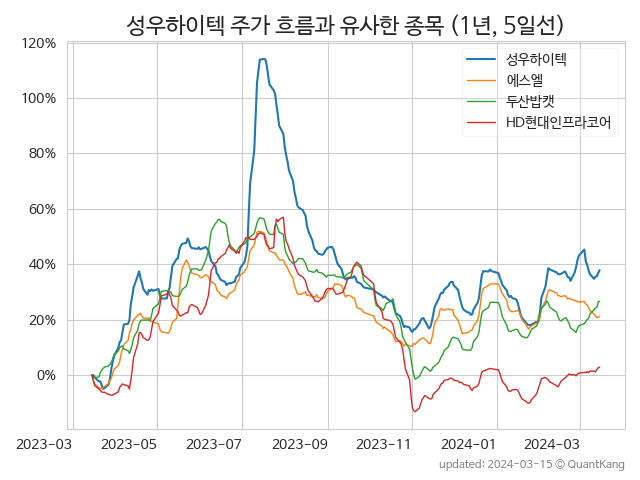 성우하이텍 주가 흐름과 유사한 종목 (1년, 5일선)
120%
100%
80%
60%
40%
20%
0%
성우하이텍
에스엘
두산밥캣
HD현대인프라코어
2023-03 2023-05 2023-07 2023-09 2023-11 2024-01 2024-03
updated: 2024-03-15 © QuantKang